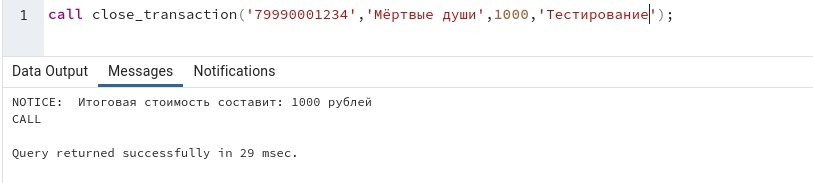 1 call close_transaction('79990001234','Мёртвые души',1000,'Тестирование');
Data Output Messages Notifications
NOTICE:  Итоговая стоимость составит: 1000 рублей
CALL
Query returned successfully in 29 msec.